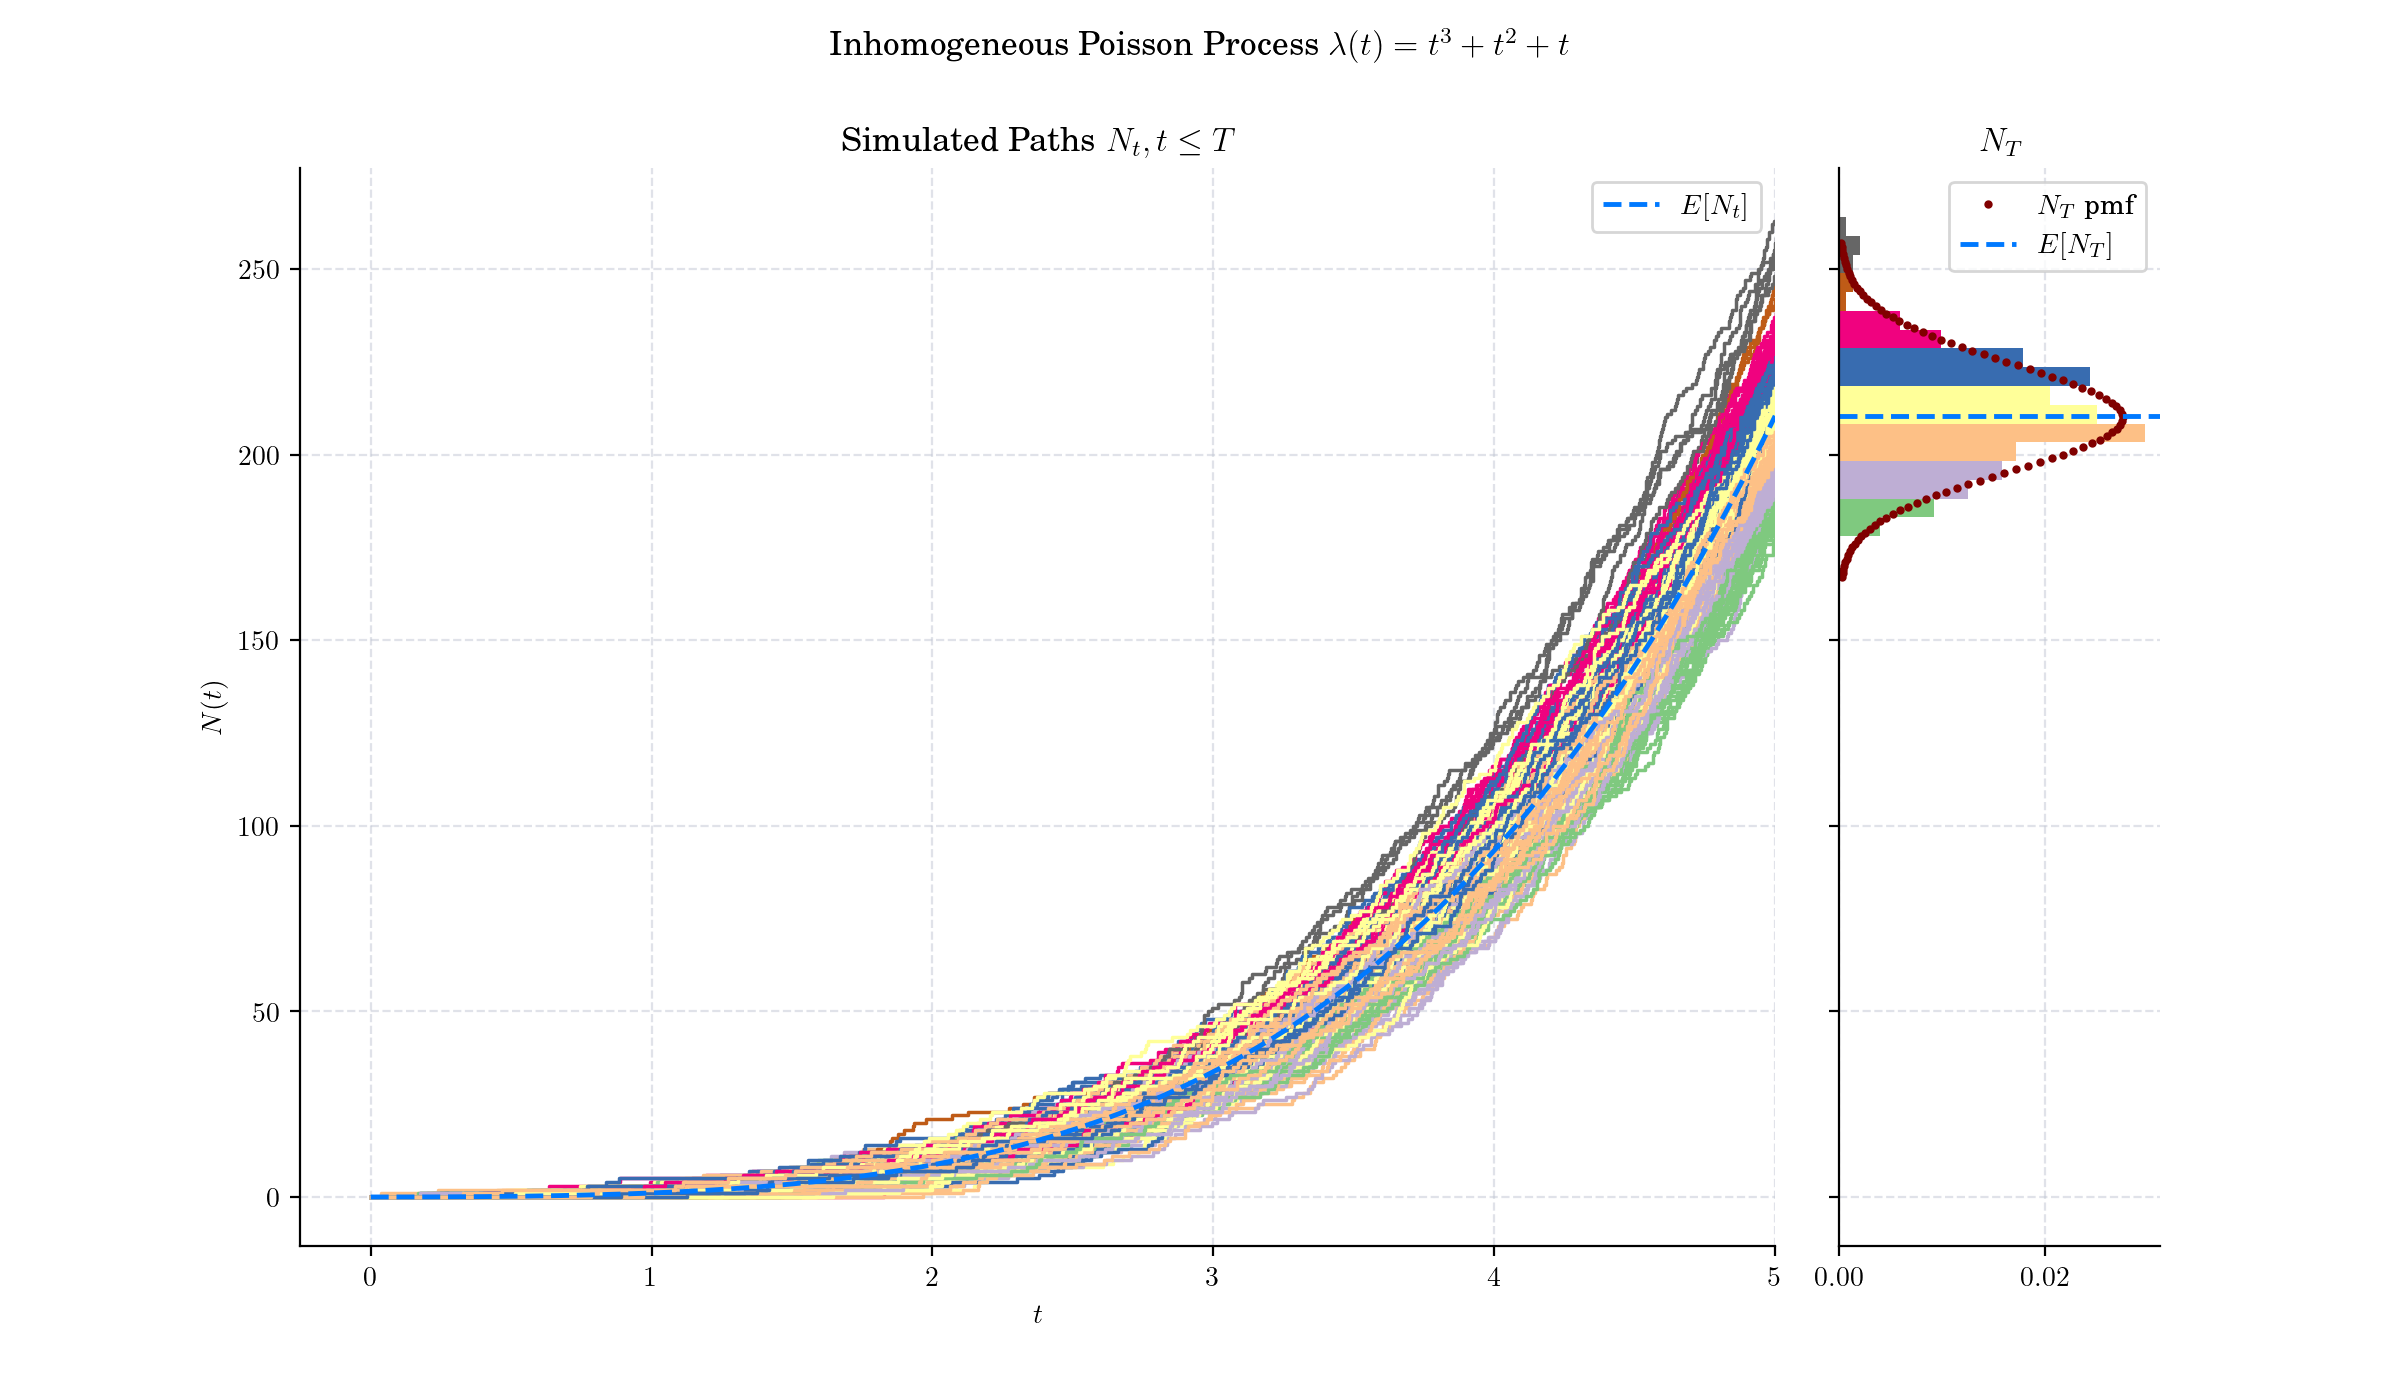 Inhomogeneous Poisson Process λ(t) = t³ + t² + t
Simulated Paths N_t, t ≤ T
E[N_t]
N(t)
250
200
150
100
50
0
0 1 2 3 4 5
t
N_T
N_T pmf
E[N_T]
0.00 0.02